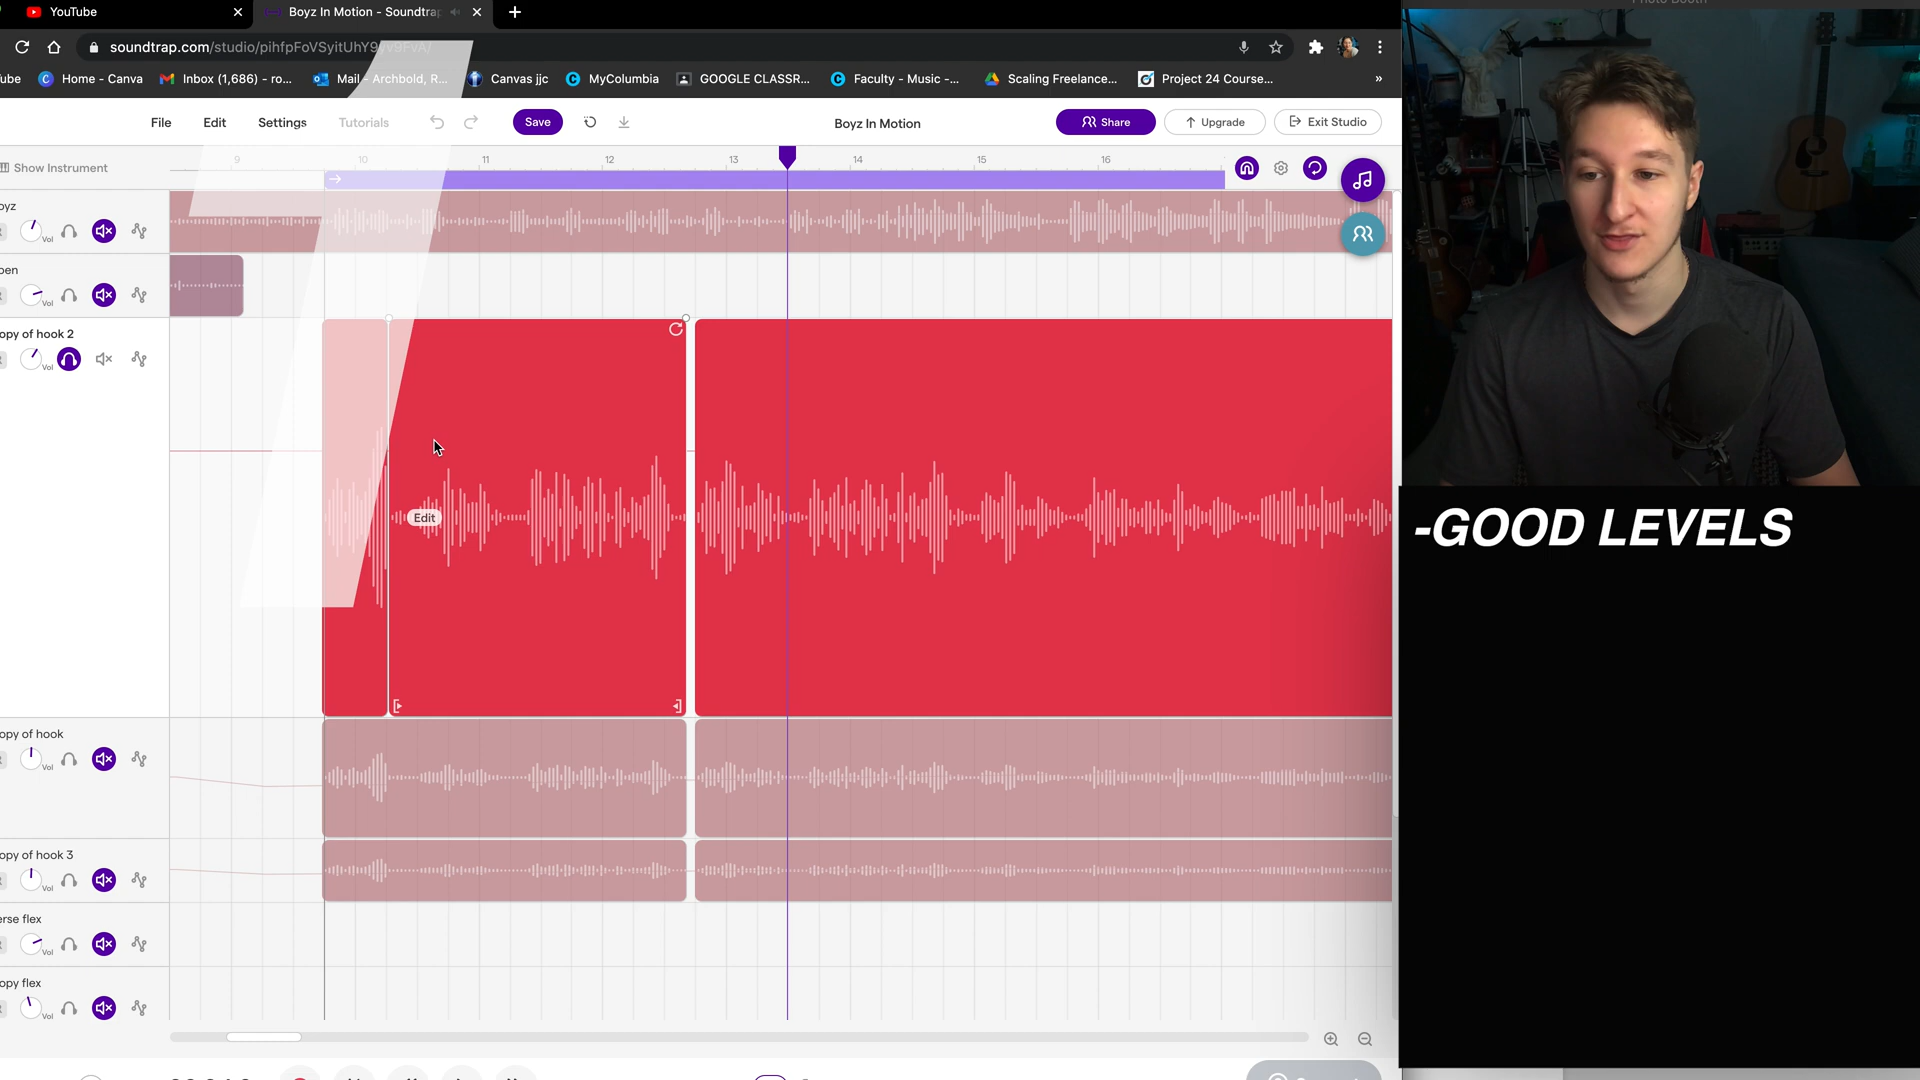 YouTube
Boyz In Motion - Soundtrap
soundtrap.com/studio/pihfpFoVSyitUhY9
ube
Home - Canva
Inbox (1,686) - ro...
Mail - Archbold, R...
Canvas jjc
MyColumbia
GOOGLE CLASSR...
Faculty - Music -...
Scaling Freelance...
Project 24 Course...
»
File
Edit
Settings
Tutorials
Save
Boyz In Motion
Share
Upgrade
Exit Studio
Show Instrument
9
10
11
12
13
14
15
16
oyz
Vol
pen
Vol
opy of hook 2
Vol
Edit
opy of hook
Vol
opy of hook 3
Vol
erse flex
Vol
opy flex
Vol
-GOOD LEVELS